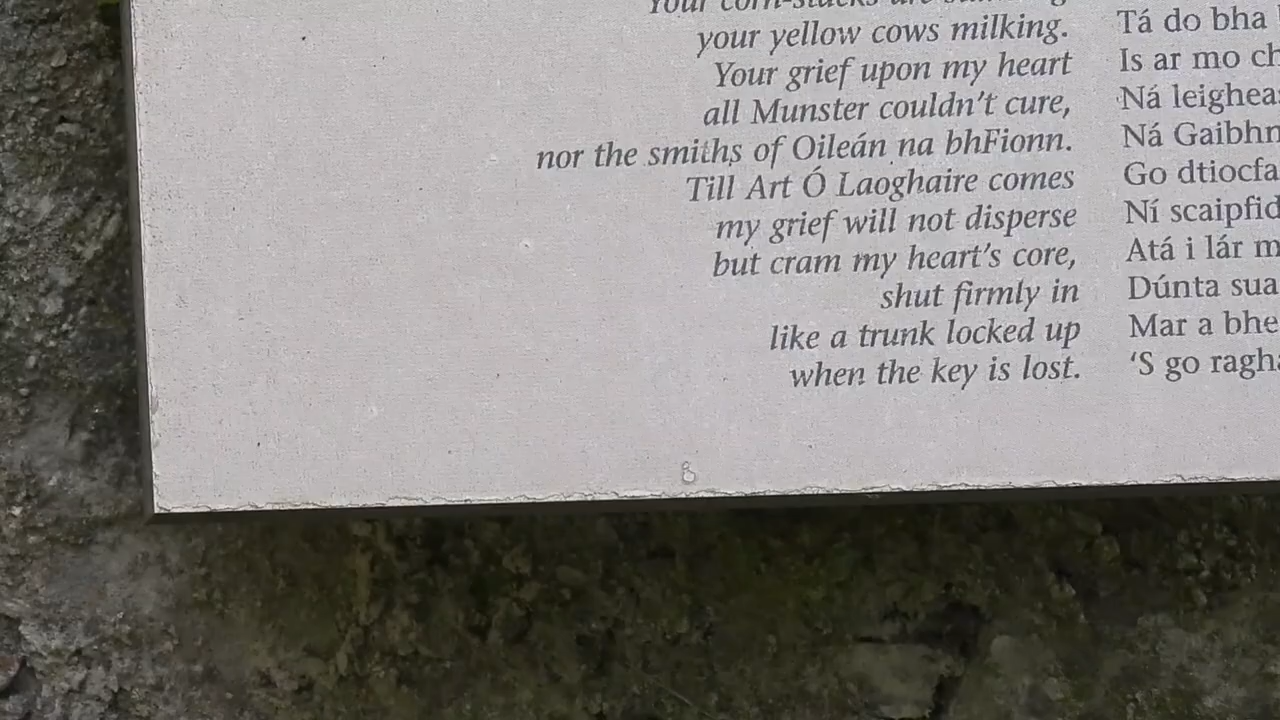 your yellow cows milking.
Your grief upon my heart
all Munster couldn't cure,
nor the smiths of Oileán na bhFionn.
Till Art Ó Laoghaire comes
my grief will not disperse
but cram my heart's core,
shut firmly in
like a trunk locked up
when the key is lost.
Tá do bha
Is ar mo
Ná
Ná
Go
Ní
Atá i lár
Dúnta
Mar a
‘S go